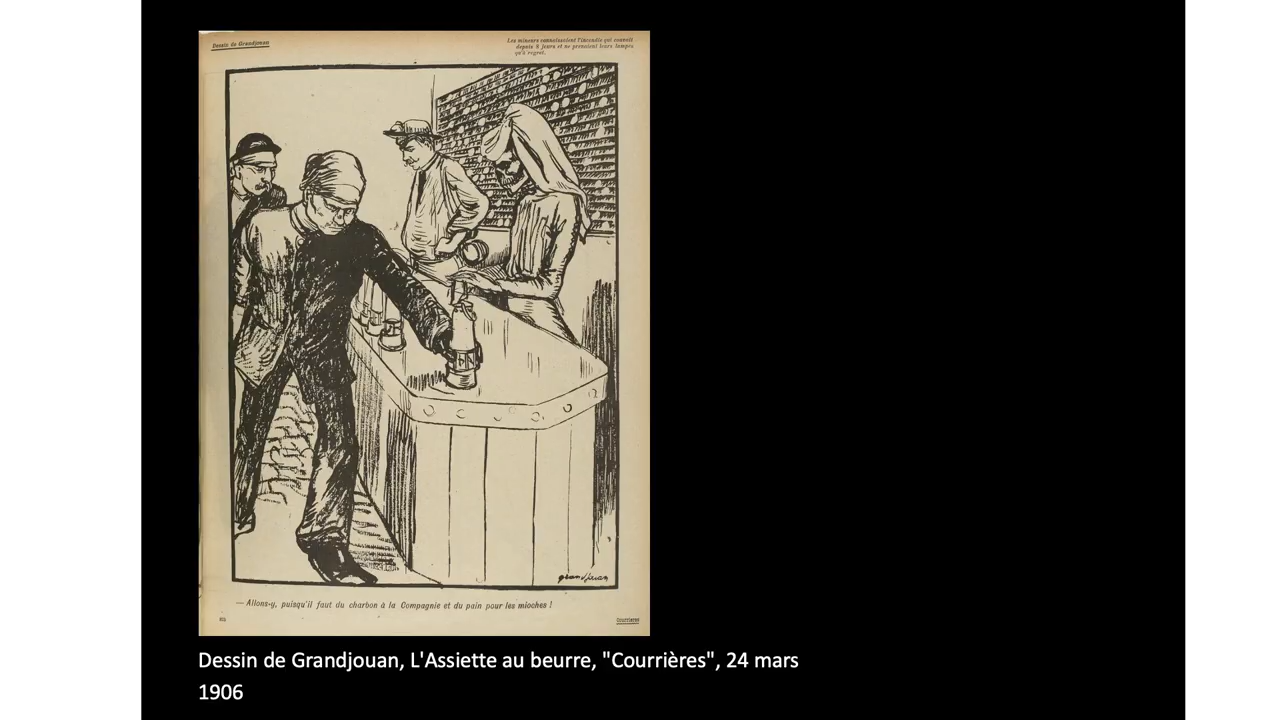 Dessin de Grandjouan
Les mineurs connaissaient l'incendie qui couvait
depuis 8 jours et ne prenaient leurs lampes
qu'à regret.
grandjouan
— Allons-y, puisqu'il faut du charbon à la Compagnie et du pain pour les mioches !
Courrières
Dessin de Grandjouan, L'Assiette au beurre, "Courrières", 24 mars
1906